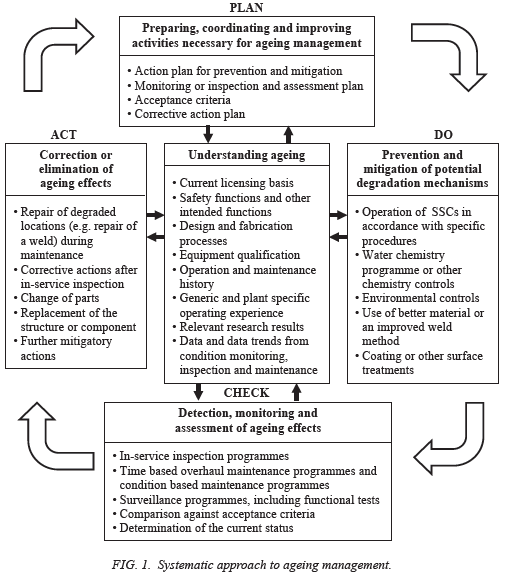 PLAN
Preparing, coordinating and improving
activities necessary for ageing management
• Action plan for prevention and mitigation
• Monitoring or inspection and assessment plan
• Acceptance criteria
• Corrective action plan
ACT
Correction or
elimination of
ageing effects
• Repair of degraded
locations (e.g. repair of
a weld) during
maintenance
• Corrective actions after
in-service inspection
• Change of parts
• Replacement of the
structure or component
• Further mitigatory
actions
Understanding ageing
• Current licensing basis
• Safety functions and other
intended functions
• Design and fabrication
processes
• Equipment qualification
• Operation and maintenance
history
• Generic and plant specific
operating experience
• Relevant research results
• Data and data trends from
condition monitoring,
inspection and maintenance
DO
Prevention and
mitigation of potential
degradation mechanisms
• Operation of SSCs in
accordance with specific
procedures
• Water chemistry
programme or other
chemistry controls
• Environmental controls
• Use of better material or
an improved weld
method
• Coating or other surface
treatments
CHECK
Detection, monitoring and
assessment of ageing effects
• In-service inspection programmes
• Time based overhaul maintenance programmes and
condition based maintenance programmes
• Surveillance programmes, including functional tests
• Comparison against acceptance criteria
• Determination of the current status
FIG. 1. Systematic approach to ageing management.